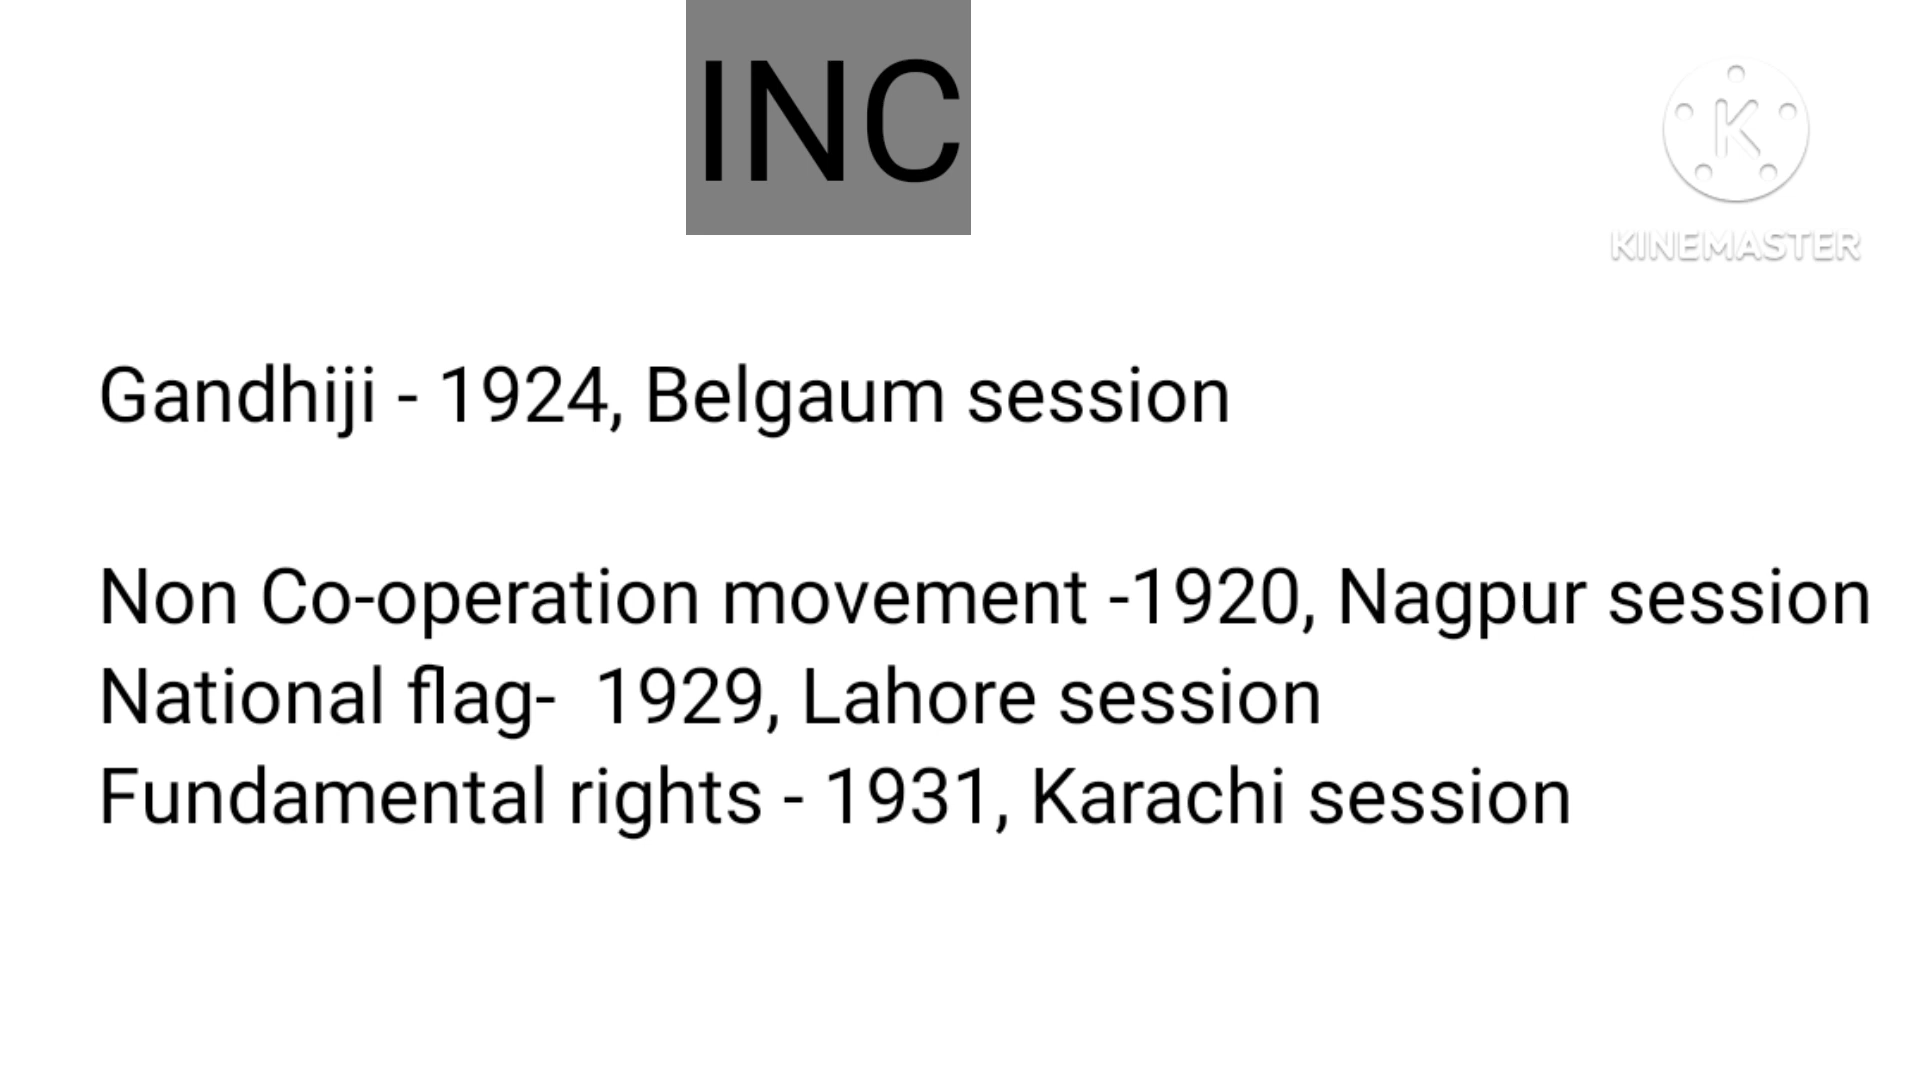 INC
K
KINEMASTER
Gandhiji - 1924, Belgaum session
Non Co-operation movement -1920, Nagpur session
National flag-  1929, Lahore session
Fundamental rights - 1931, Karachi session